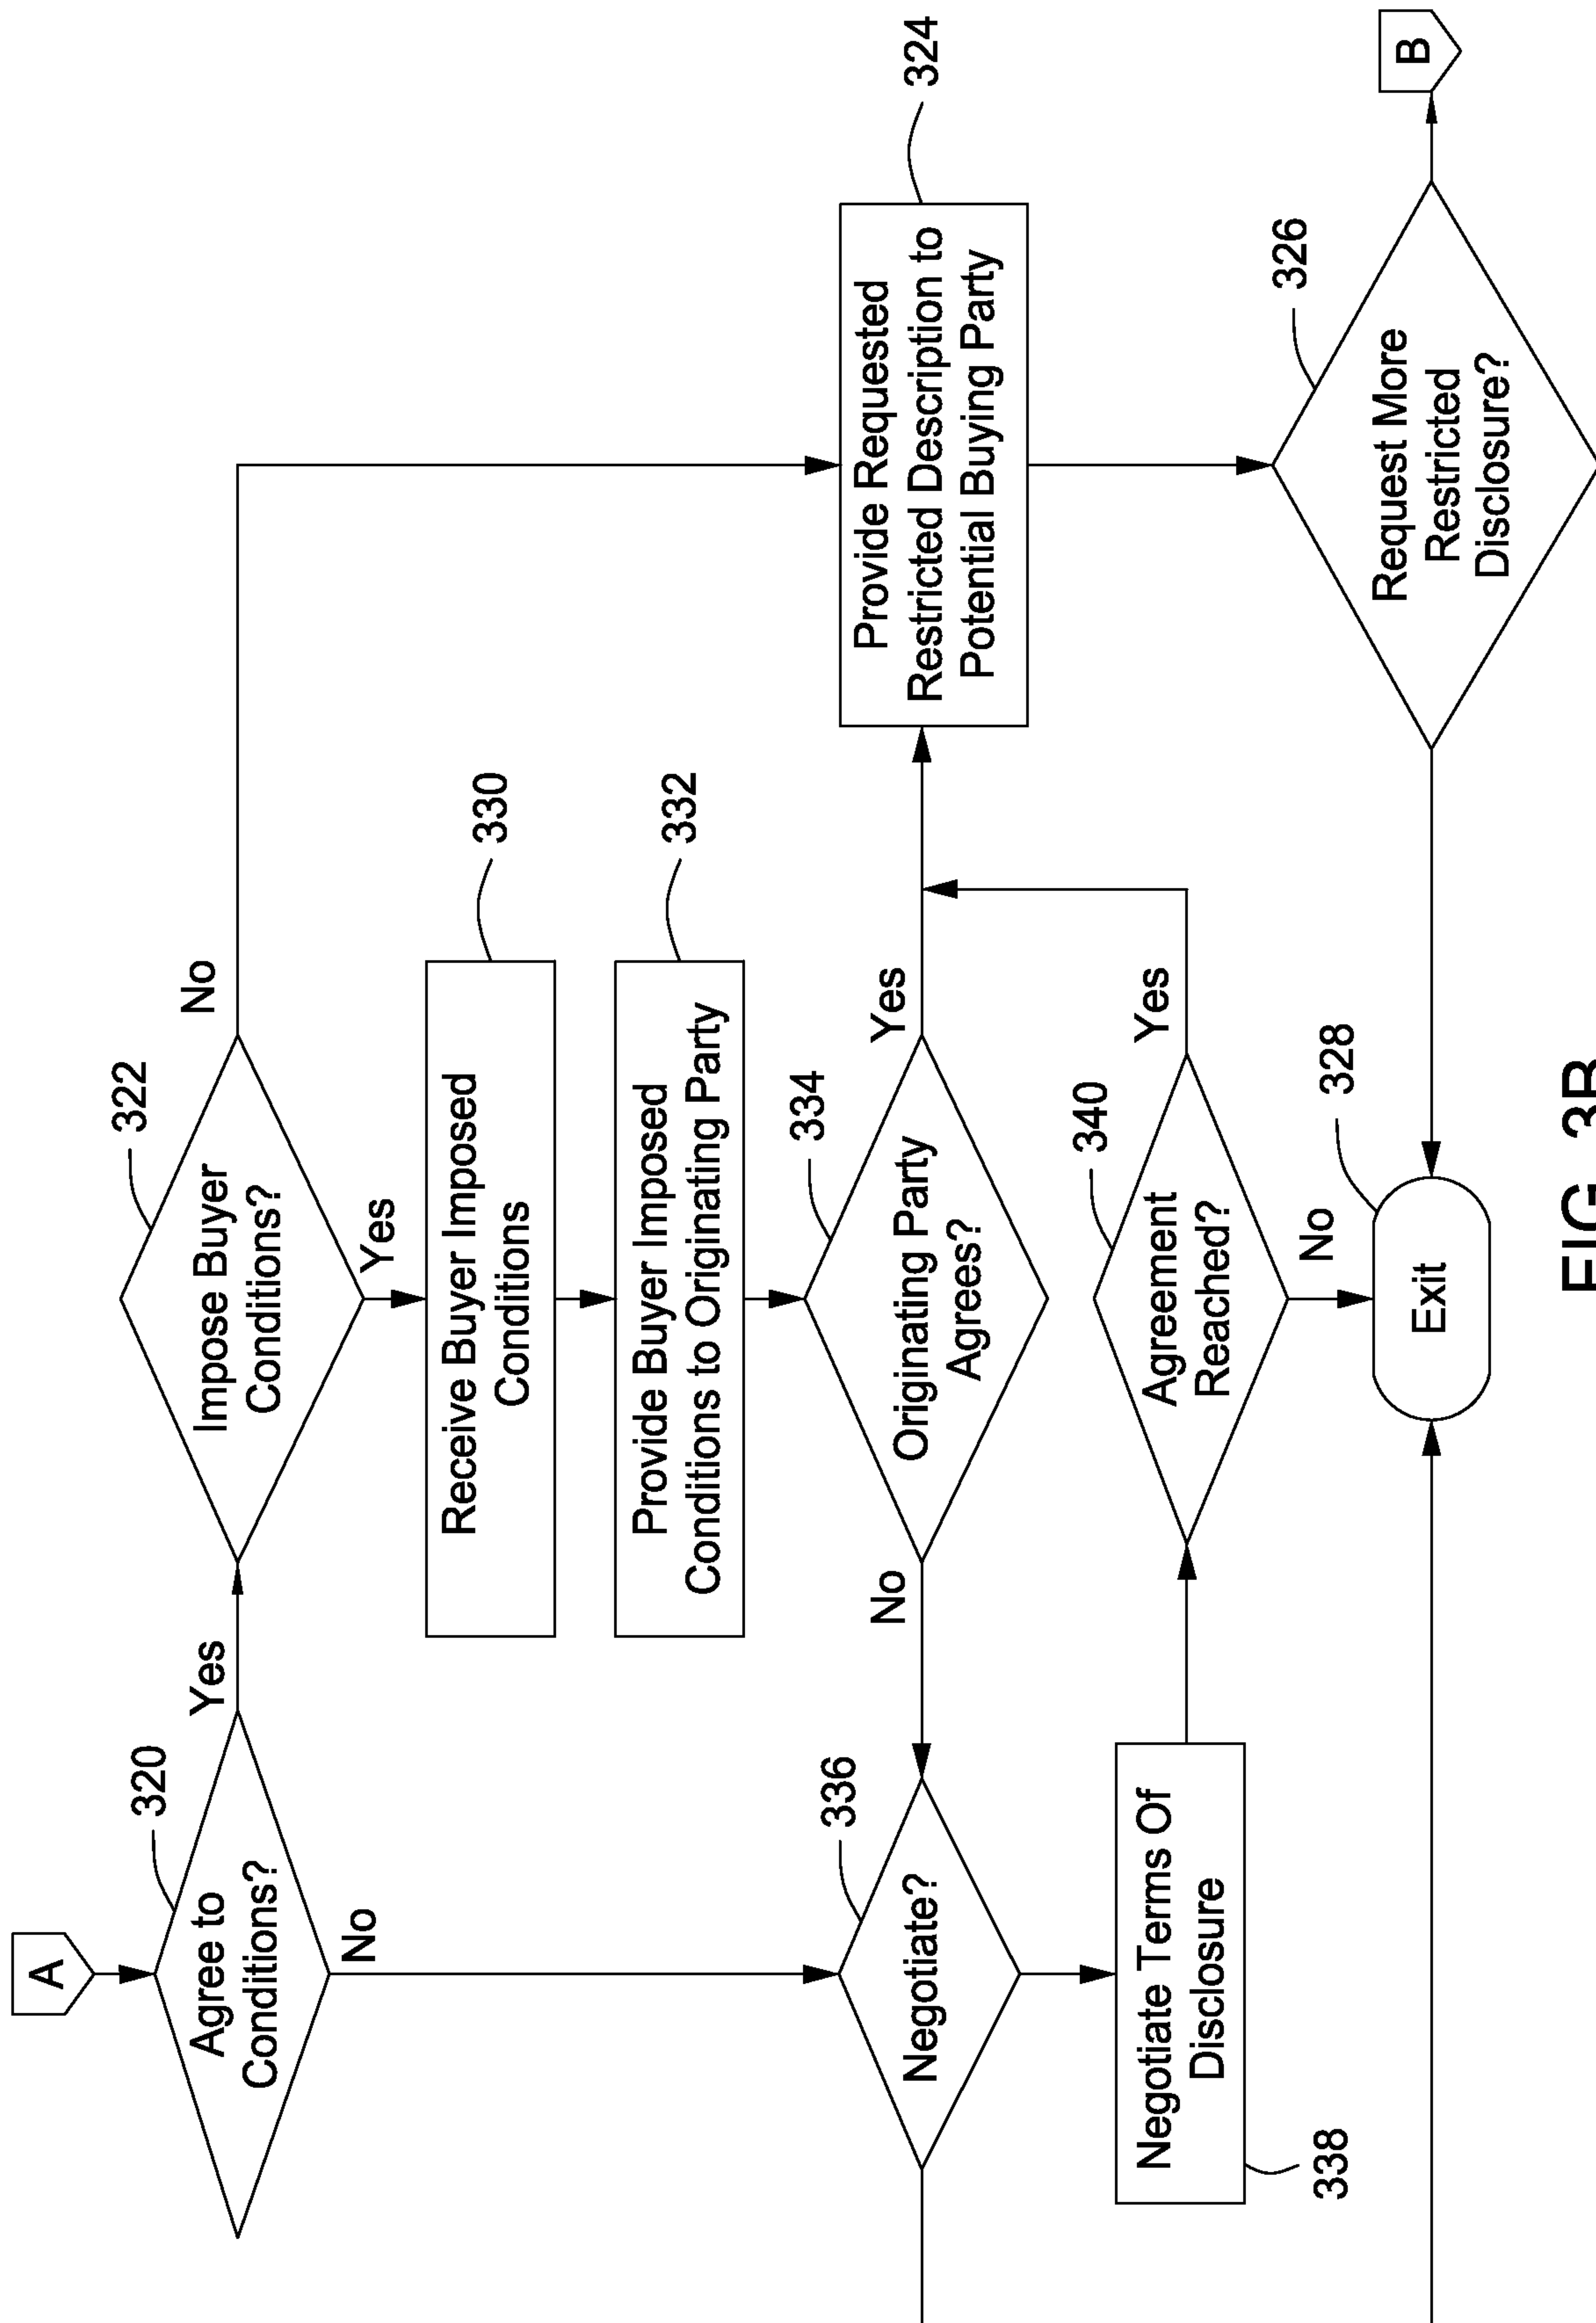 A
320
Agree to
Conditions?
Yes
No
322
Impose Buyer
Conditions?
No
Yes
330
Receive Buyer Imposed
Conditions
332
Provide Buyer Imposed
Conditions to Originating Party
334
Originating Party
Agrees?
Yes
No
324
Provide Requested
Restricted Description to
Potential Buying Party
336
Negotiate?
338
Negotiate Terms Of
Disclosure
340
Agreement
Reached?
Yes
No
328
Exit
326
Request More
Restricted
Disclosure?
B
FIG. 3B